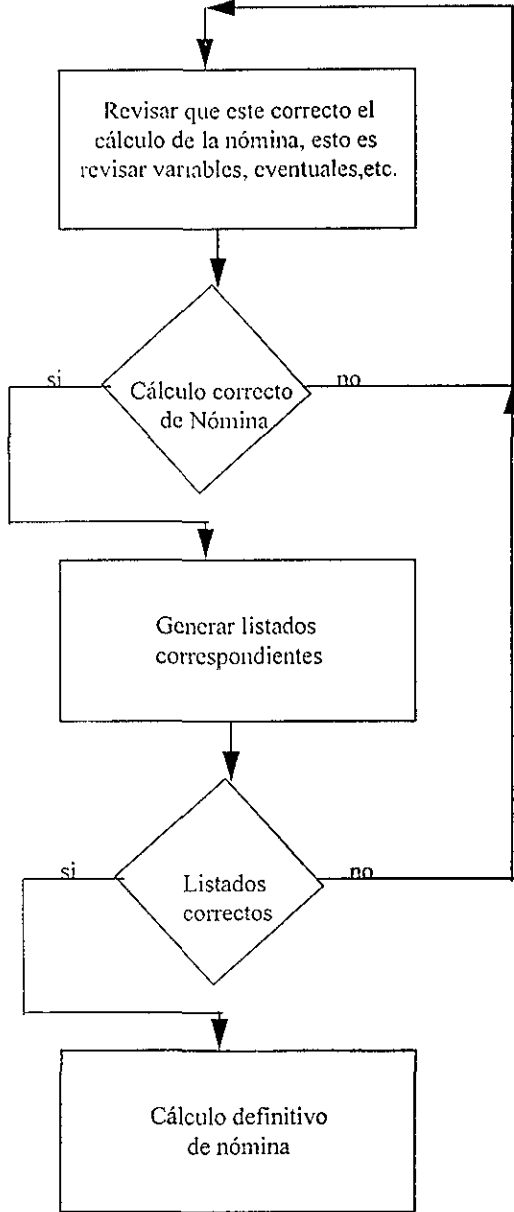 Revisar que este correcto el
cálculo de la nómina, esto es
revisar variables, eventuales,etc.
si
no
Cálculo correcto
de Nómina
Generar listados
correspondientes
si
no
Listados
correctos
Cálculo definitivo
de nómina